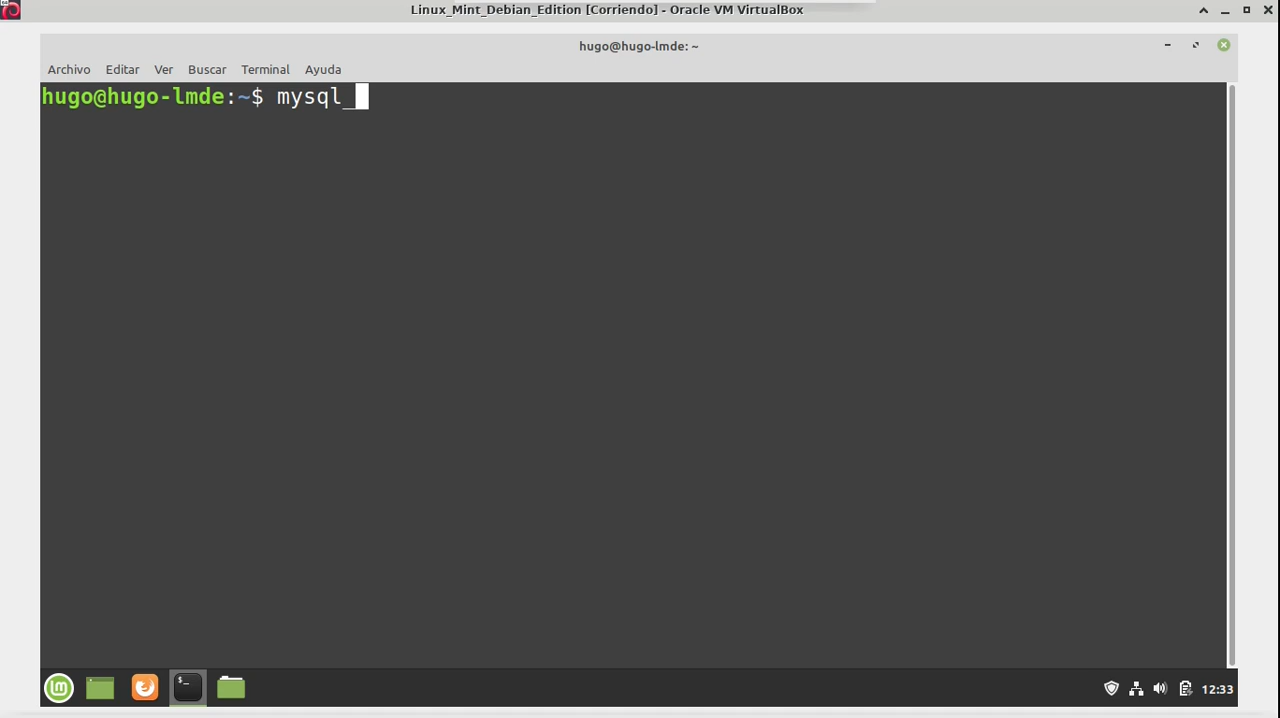 Linux_Mint_Debian_Edition [Corriendo] - Oracle VM VirtualBox
hugo@hugo-lmde: ~
Archivo Editar Ver Buscar Terminal Ayuda
hugo@hugo-lmde:~$ mysql_
12:33